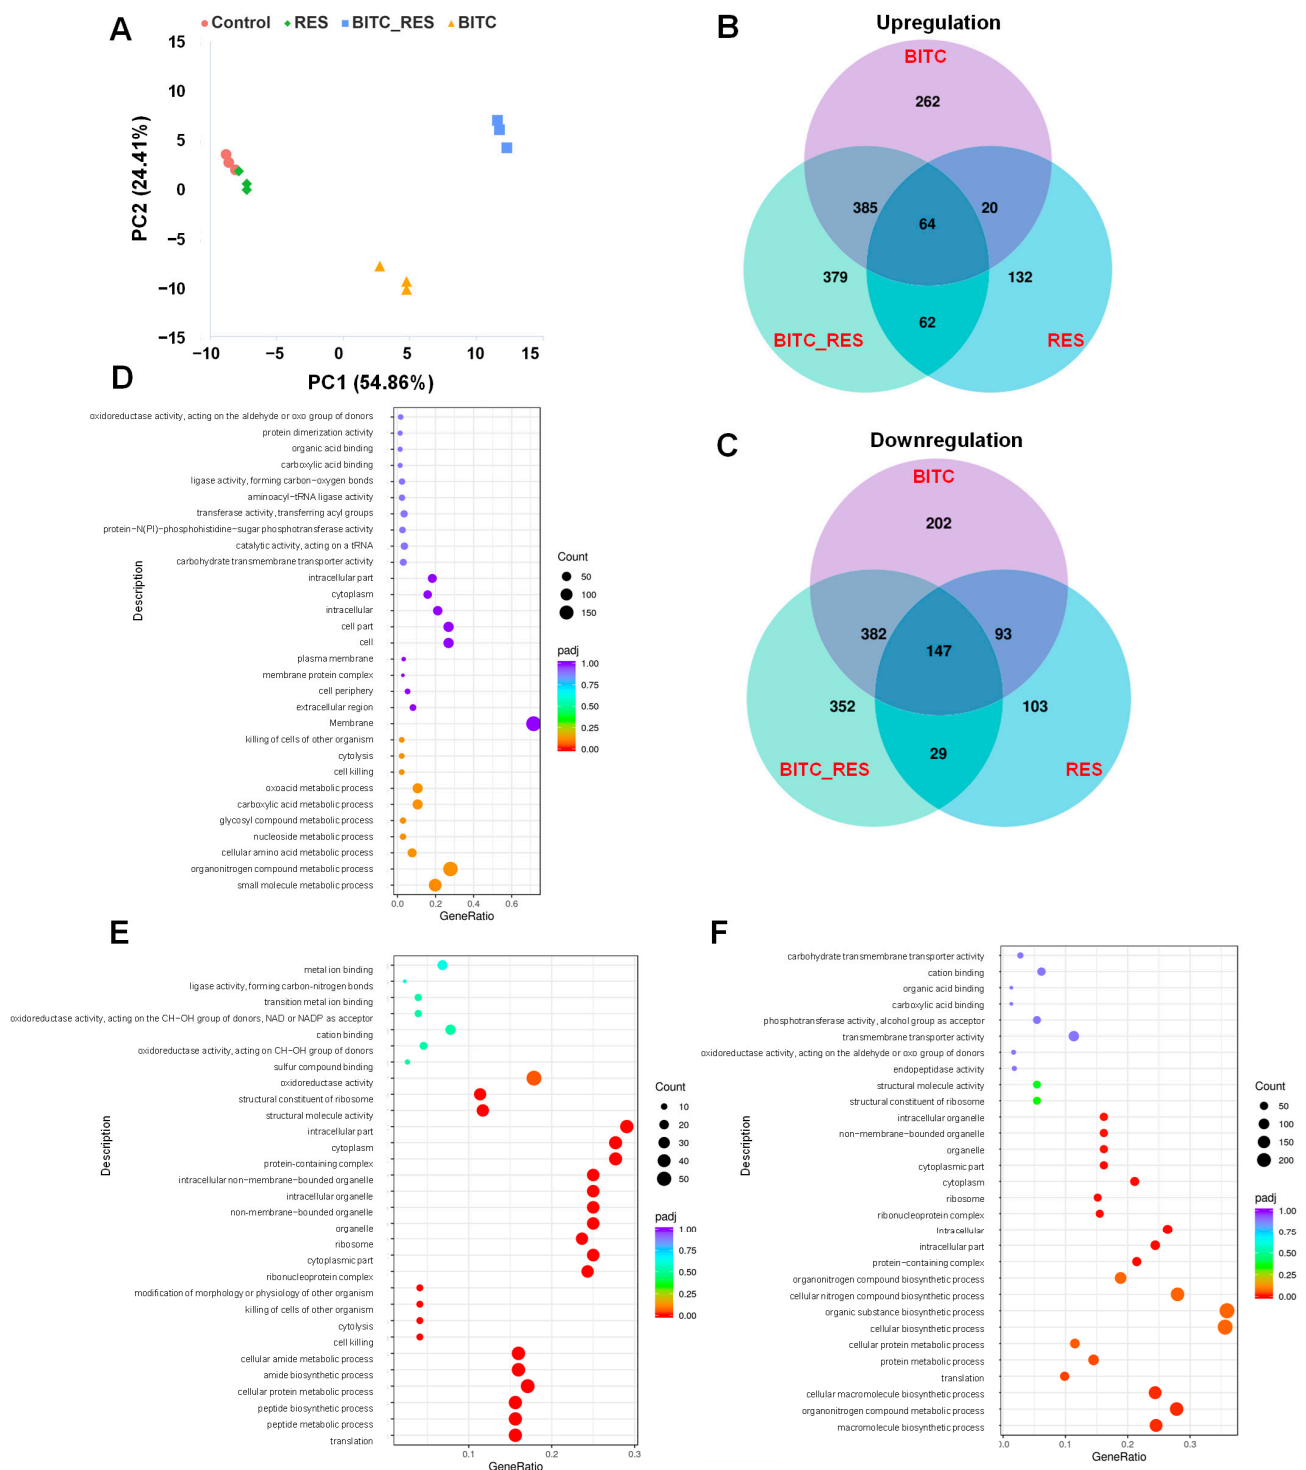 A
Control RES BITC_RES BITC
15
10
5
0
−5
−10
−15
PC2 (24.41%)
−10 −5 0 5 10 15
PC1 (54.86%)
B
Upregulation
BITC
262
385
64
20
379
132
62
BITC_RES
RES
C
Downregulation
BITC
202
382
147
93
352
103
29
BITC_RES
RES
D
Description
oxidoreductase activity, acting on the aldehyde or oxo group of donors
protein dimerization activity
organic acid binding
carboxylic acid binding
ligase activity, forming carbon−oxygen bonds
aminoacyl−tRNA ligase activity
transferase activity, transferring acyl groups
protein−N(PI)−phosphohistidine−sugar phosphotransferase activity
catalytic activity, acting on a tRNA
carbohydrate transmembrane transporter activity
intracellular part
cytoplasm
intracellular
cell part
cell
plasma membrane
membrane protein complex
cell periphery
extracellular region
Membrane
killing of cells of other organism
cytolysis
cell killing
oxoacid metabolic process
carboxylic acid metabolic process
glycosyl compound metabolic process
nucleoside metabolic process
cellular amino acid metabolic process
organonitrogen compound metabolic process
small molecule metabolic process
0.0 0.2 0.4 0.6
GeneRatio
Count
50
100
150
padj
1.00
0.75
0.50
0.25
0.00
E
Description
metal ion binding
ligase activity, forming carbon-nitrogen bonds
transition metal ion binding
oxidoreductase activity, acting on the CH−OH group of donors, NAD or NADP as acceptor
cation binding
oxidoreductase activity, acting on CH−OH group of donors
sulfur compound binding
oxidoreductase activity
structural constituent of ribosome
structural molecule activity
intracellular part
cytoplasm
protein-containing complex
intracellular non−membrane−bounded organelle
intracellular organelle
non−membrane−bounded organelle
organelle
ribosome
cytoplasmic part
ribonucleoprotein complex
modification of morphology or physiology of other organism
killing of cells of other organism
cytolysis
cell killing
cellular amide metabolic process
amide biosynthetic process
cellular protein metabolic process
peptide biosynthetic process
peptide metabolic process
translation
0.1 0.2 0.3
GeneRatio
Count
10
20
30
40
50
padj
1.00
0.75
0.50
0.25
0.00
F
Description
carbohydrate transmembrane transporter activity
cation binding
organic acid binding
carboxylic acid binding
phosphotransferase activity, alcohol group as acceptor
transmembrane transporter activity
oxidoreductase activity, acting on the aldehyde or oxo group of donors
endopeptidase activity
structural molecule activity
structural constituent of ribosome
intracellular organelle
non−membrane−bounded organelle
organelle
cytoplasmic part
cytoplasm
ribosome
ribonucleoprotein complex
Intracellular
intracellular part
protein−containing complex
organonitrogen compound biosynthetic process
cellular nitrogen compound biosynthetic process
organic substance biosynthetic process
cellular biosynthetic process
cellular protein metabolic process
protein metabolic process
translation
cellular macromolecule biosynthetic process
organonitrogen compound metabolic process
macromolecule biosynthetic process
0.0 0.1 0.2 0.3
GeneRatio
Count
50
100
150
200
padj
1.00
0.75
0.50
0.25
0.00